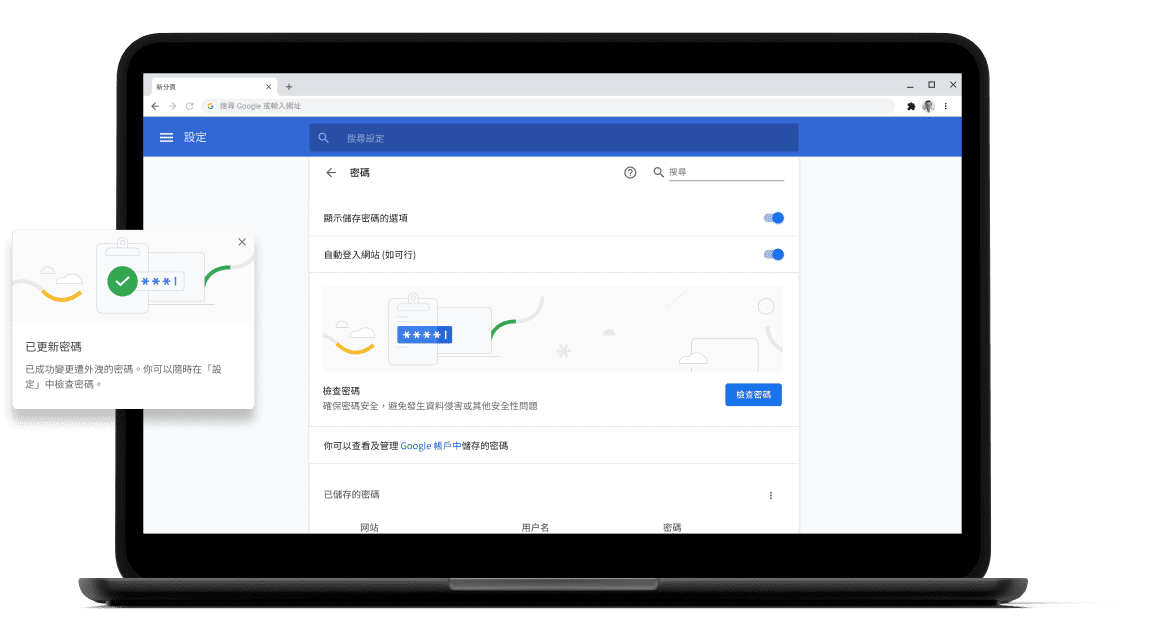 新分頁
搜尋 Google 或輸入網址
設定
搜尋設定
密碼
搜尋
顯示儲存密碼的選項
自動登入網站 (如可行)
****|
檢查密碼
確保密碼安全，避免發生資料侵害或其他安全性問題
檢查密碼
你可以查看及管理 Google 帳戶中儲存的密碼
已儲存的密碼
网站 用户名 密碼
***|
已更新密碼
已成功變更遭外洩的密碼。你可以隨時在「設
定」中檢查密碼。